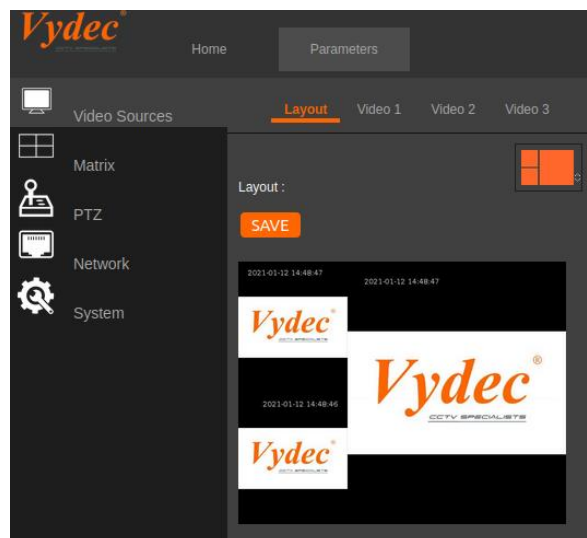 Vydec
Home
Parameters
Video Sources
Matrix
PTZ
Network
System
Layout
Video 1
Video 2
Video 3
Layout :
SAVE
2021-01-12 14:48:47
Vydec
2021-01-12 14:48:46
Vydec
2021-01-12 14:48:47
Vydec®
CCTV SPECIALISTS